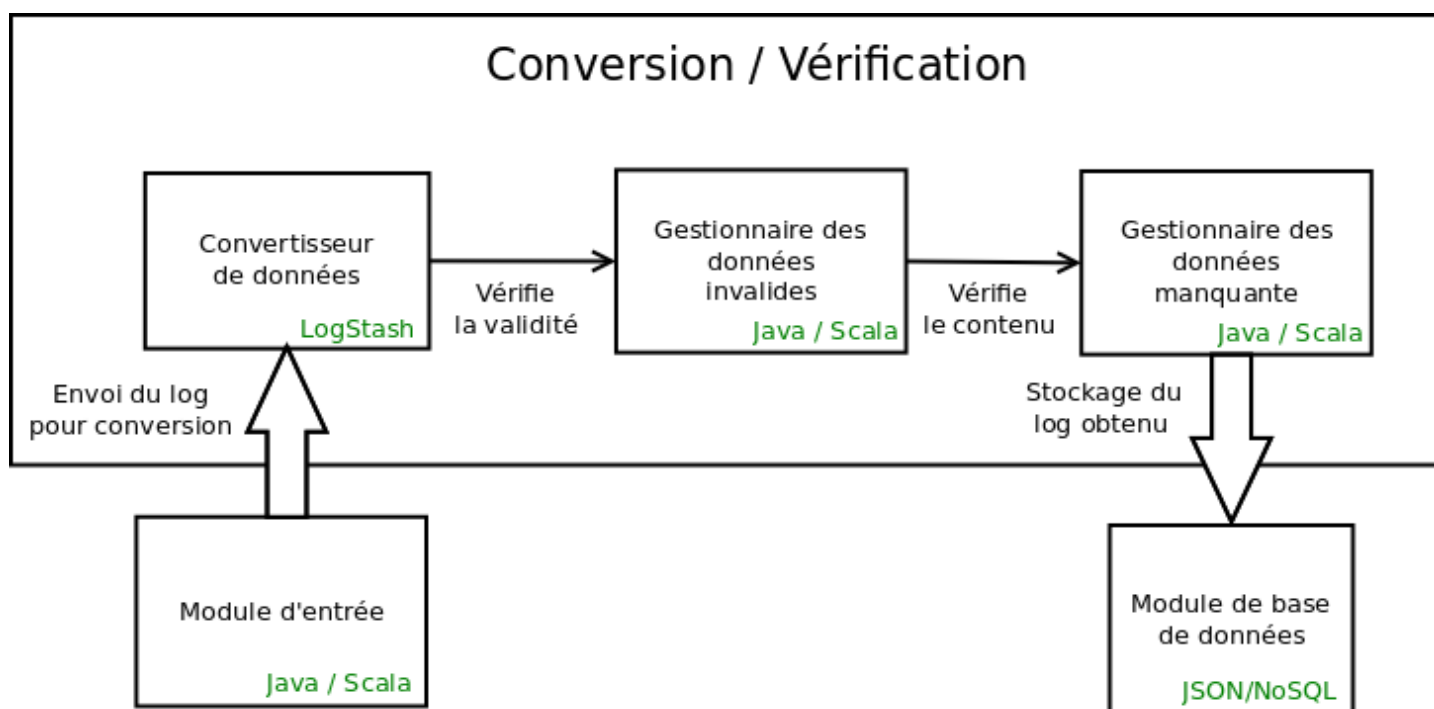 Conversion / Vérification
Convertisseur
de données
LogStash
Vérifie
la validité
Gestionnaire des
données
invalides
Java / Scala
Vérifie
le contenu
Gestionnaire des
données
manquante
Java / Scala
Envoi du log
pour conversion
Stockage du
log obtenu
Module d'entrée
Java / Scala
Module de base
de données
JSON/NoSQL